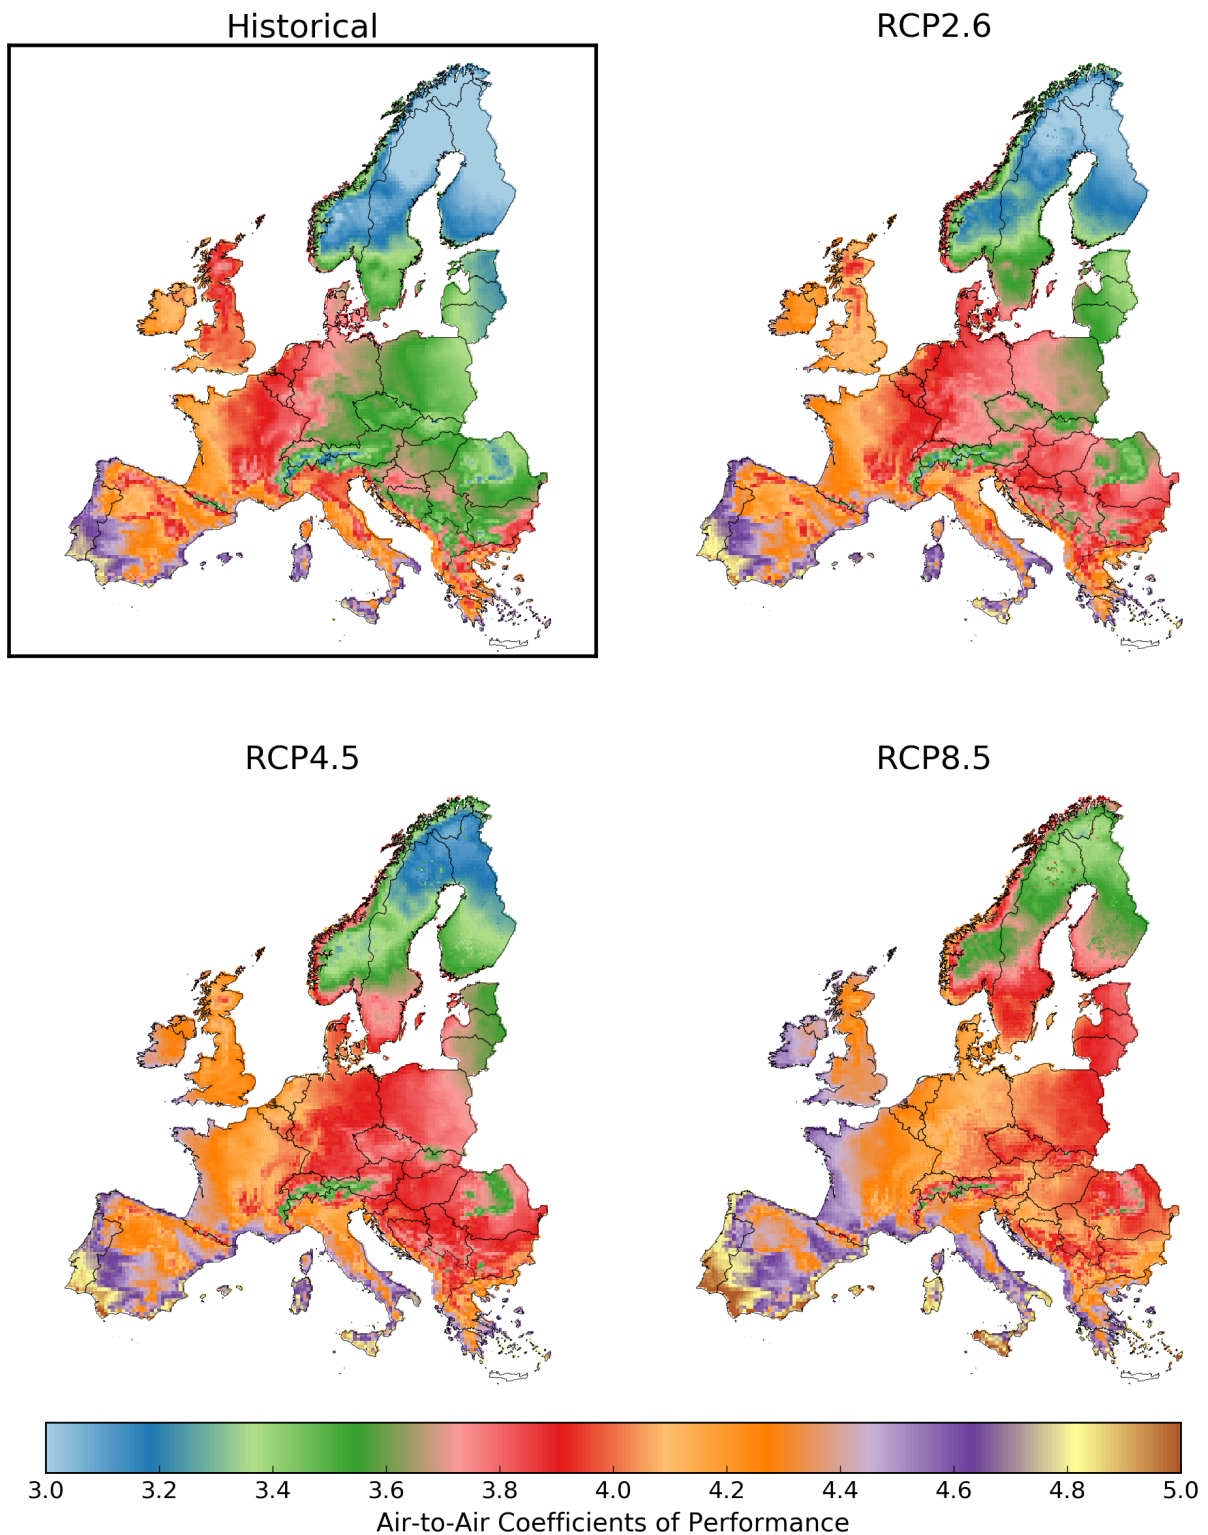 Historical
RCP2.6
RCP4.5
RCP8.5
3.0 3.2 3.4 3.6 3.8 4.0 4.2 4.4 4.6 4.8 5.0
Air-to-Air Coefficients of Performance